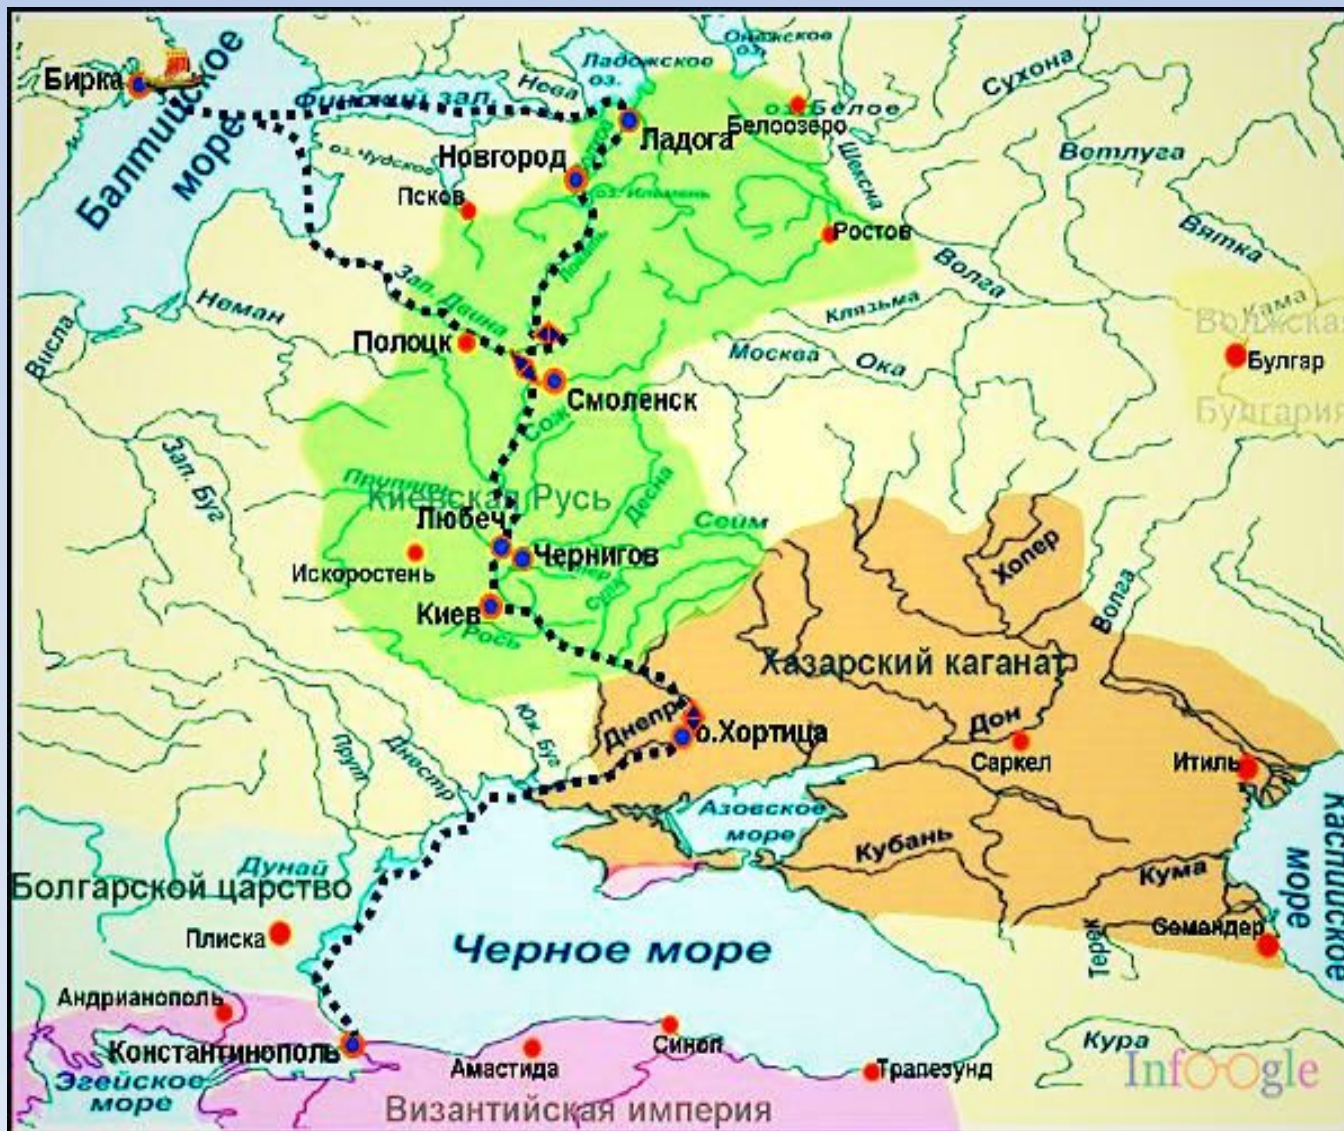 Бирка
Балтийское
море
Финский зал.
Нева
Ладожское
оз.
Онежское
оз.
Сухона
оз. Белое
Белоозеро
Ладога
Новгород
оз. Чудское
Псков
оз. Ильмень
Шексна
Ветлуга
Вятка
Ростов
Ловать
Волга
Зап. Двина
Неман
Висла
Полоцк
Клязьма
Москва
Ока
Кама
Волжская
Булгар
Булгария
Смоленск
Сож
Зап. Буг
Припять
Киевская Русь
Десна
Сейм
Любеч
Чернигов
Искоростень
Сула
Киев
Рось
Хопер
Волга
Хазарский каганат
Днепр
о.Хортица
Дон
Саркел
Итиль
Юж. Буг
Прут
Днестр
Азовское
море
Кубань
Кума
Каспийское
море
Дунай
Болгарской царство
Плиска
Черное море
Терек
Семендер
Андрианополь
Константинополь
Эгейское
море
Амастида
Синоп
Трапезунд
Кура
Византийская империя
InfOOgle